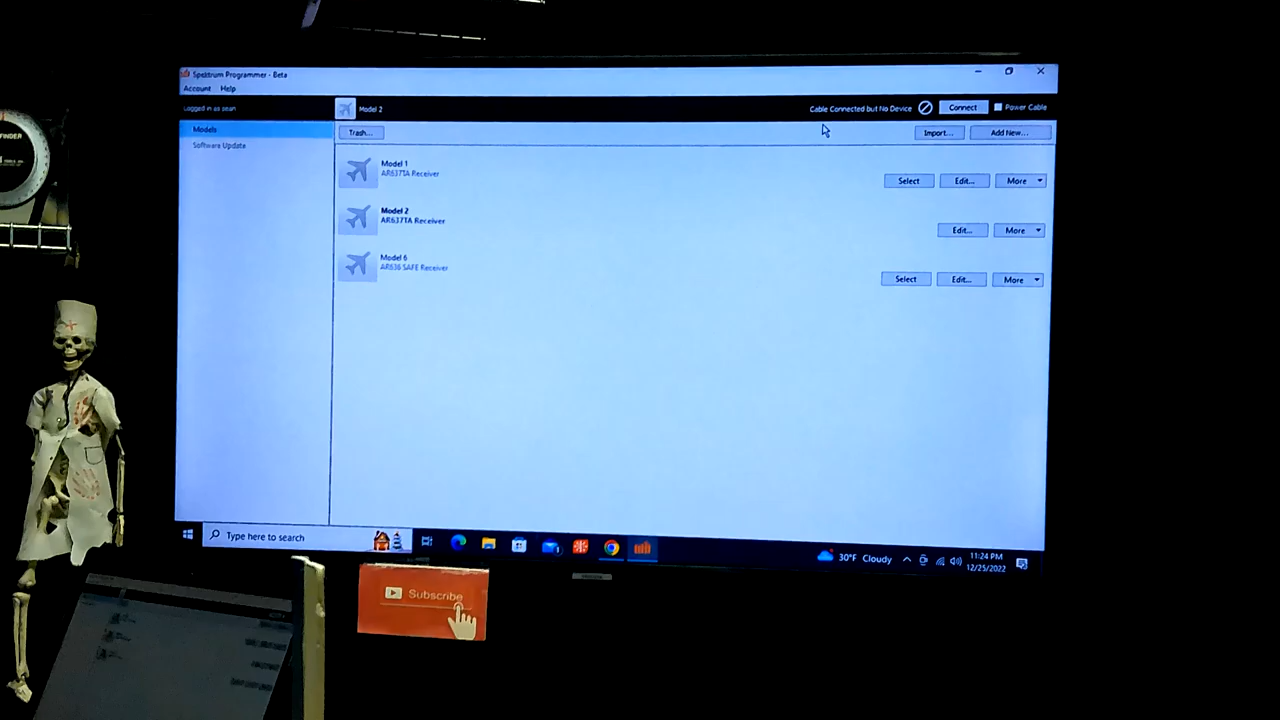 Spektrum Programmer - Beta
Account Help
Logged in as sean
Model 2
Cable Connected but No Device
Connect
Power Cable
Models
Software Update
Trash...
Import...
Add New...
Model 1
AR637TA Receiver
Select
Edit...
More
Model 2
AR637TA Receiver
Edit...
More
Model 6
AR636 SAFE Receiver
Select
Edit...
More
Type here to search
30°F Cloudy
11:24 PM
12/25/2022
Subscribe
FINDER